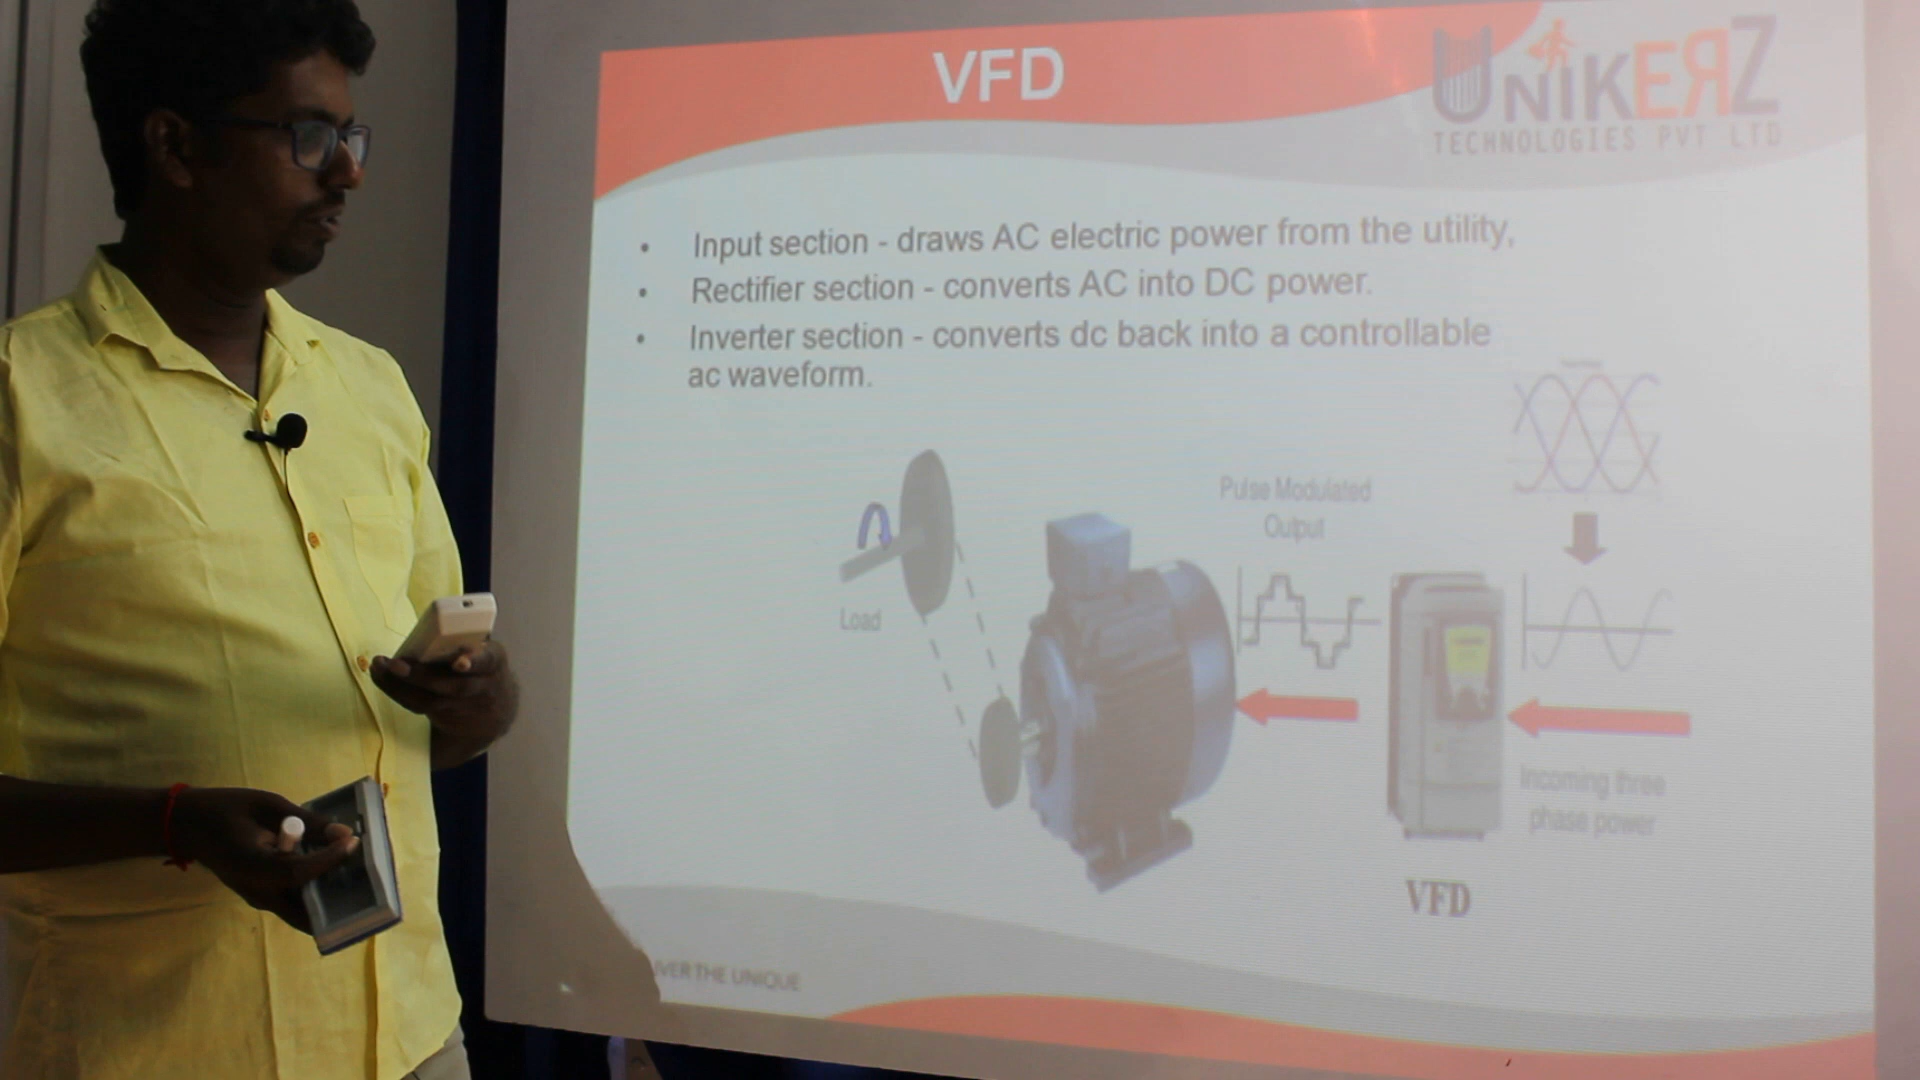 VFD
UNIKERZ
TECHNOLOGIES PVT LTD
• Input section - draws AC electric power from the utility,
• Rectifier section - converts AC into DC power.
• Inverter section - converts dc back into a controllable
ac waveform.
Pulse Modulated
Output
Load
Incoming three
phase power
VFD
THE UNIQUE